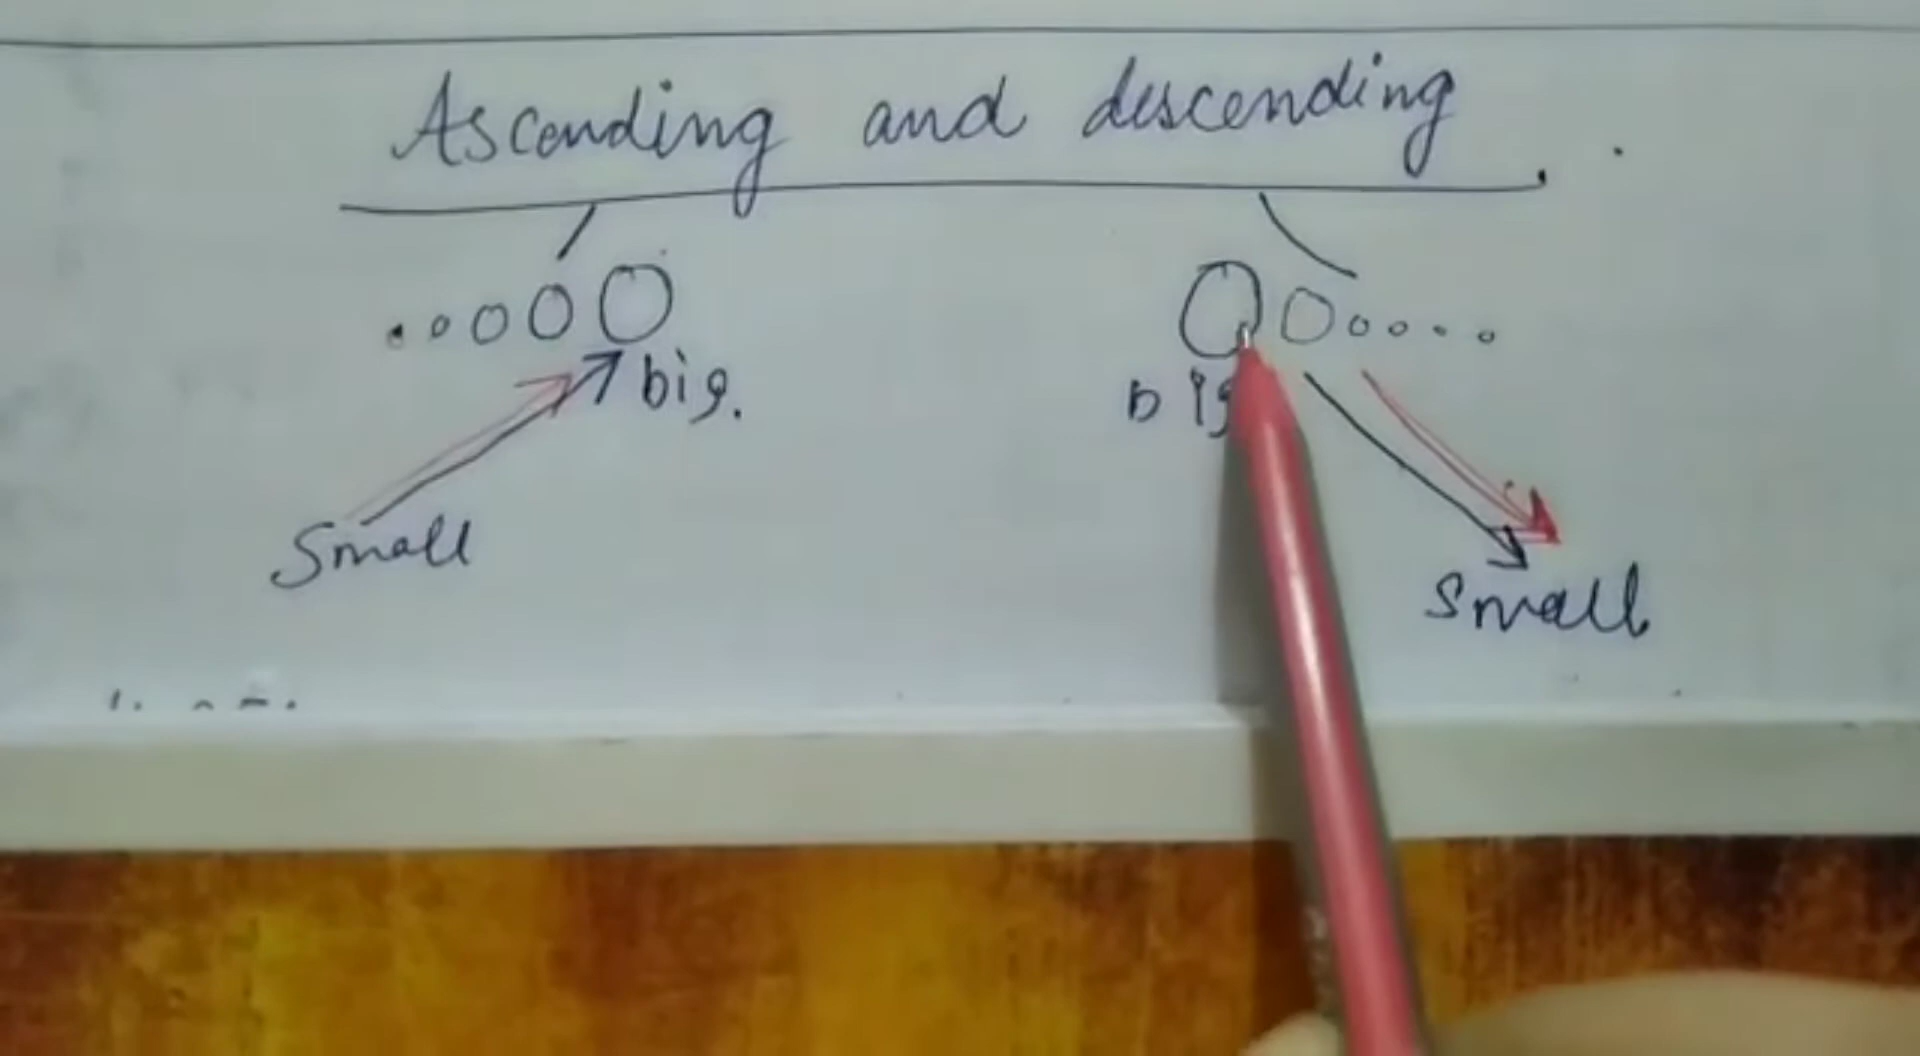 Ascending and descending.
big.
big
Small
Small